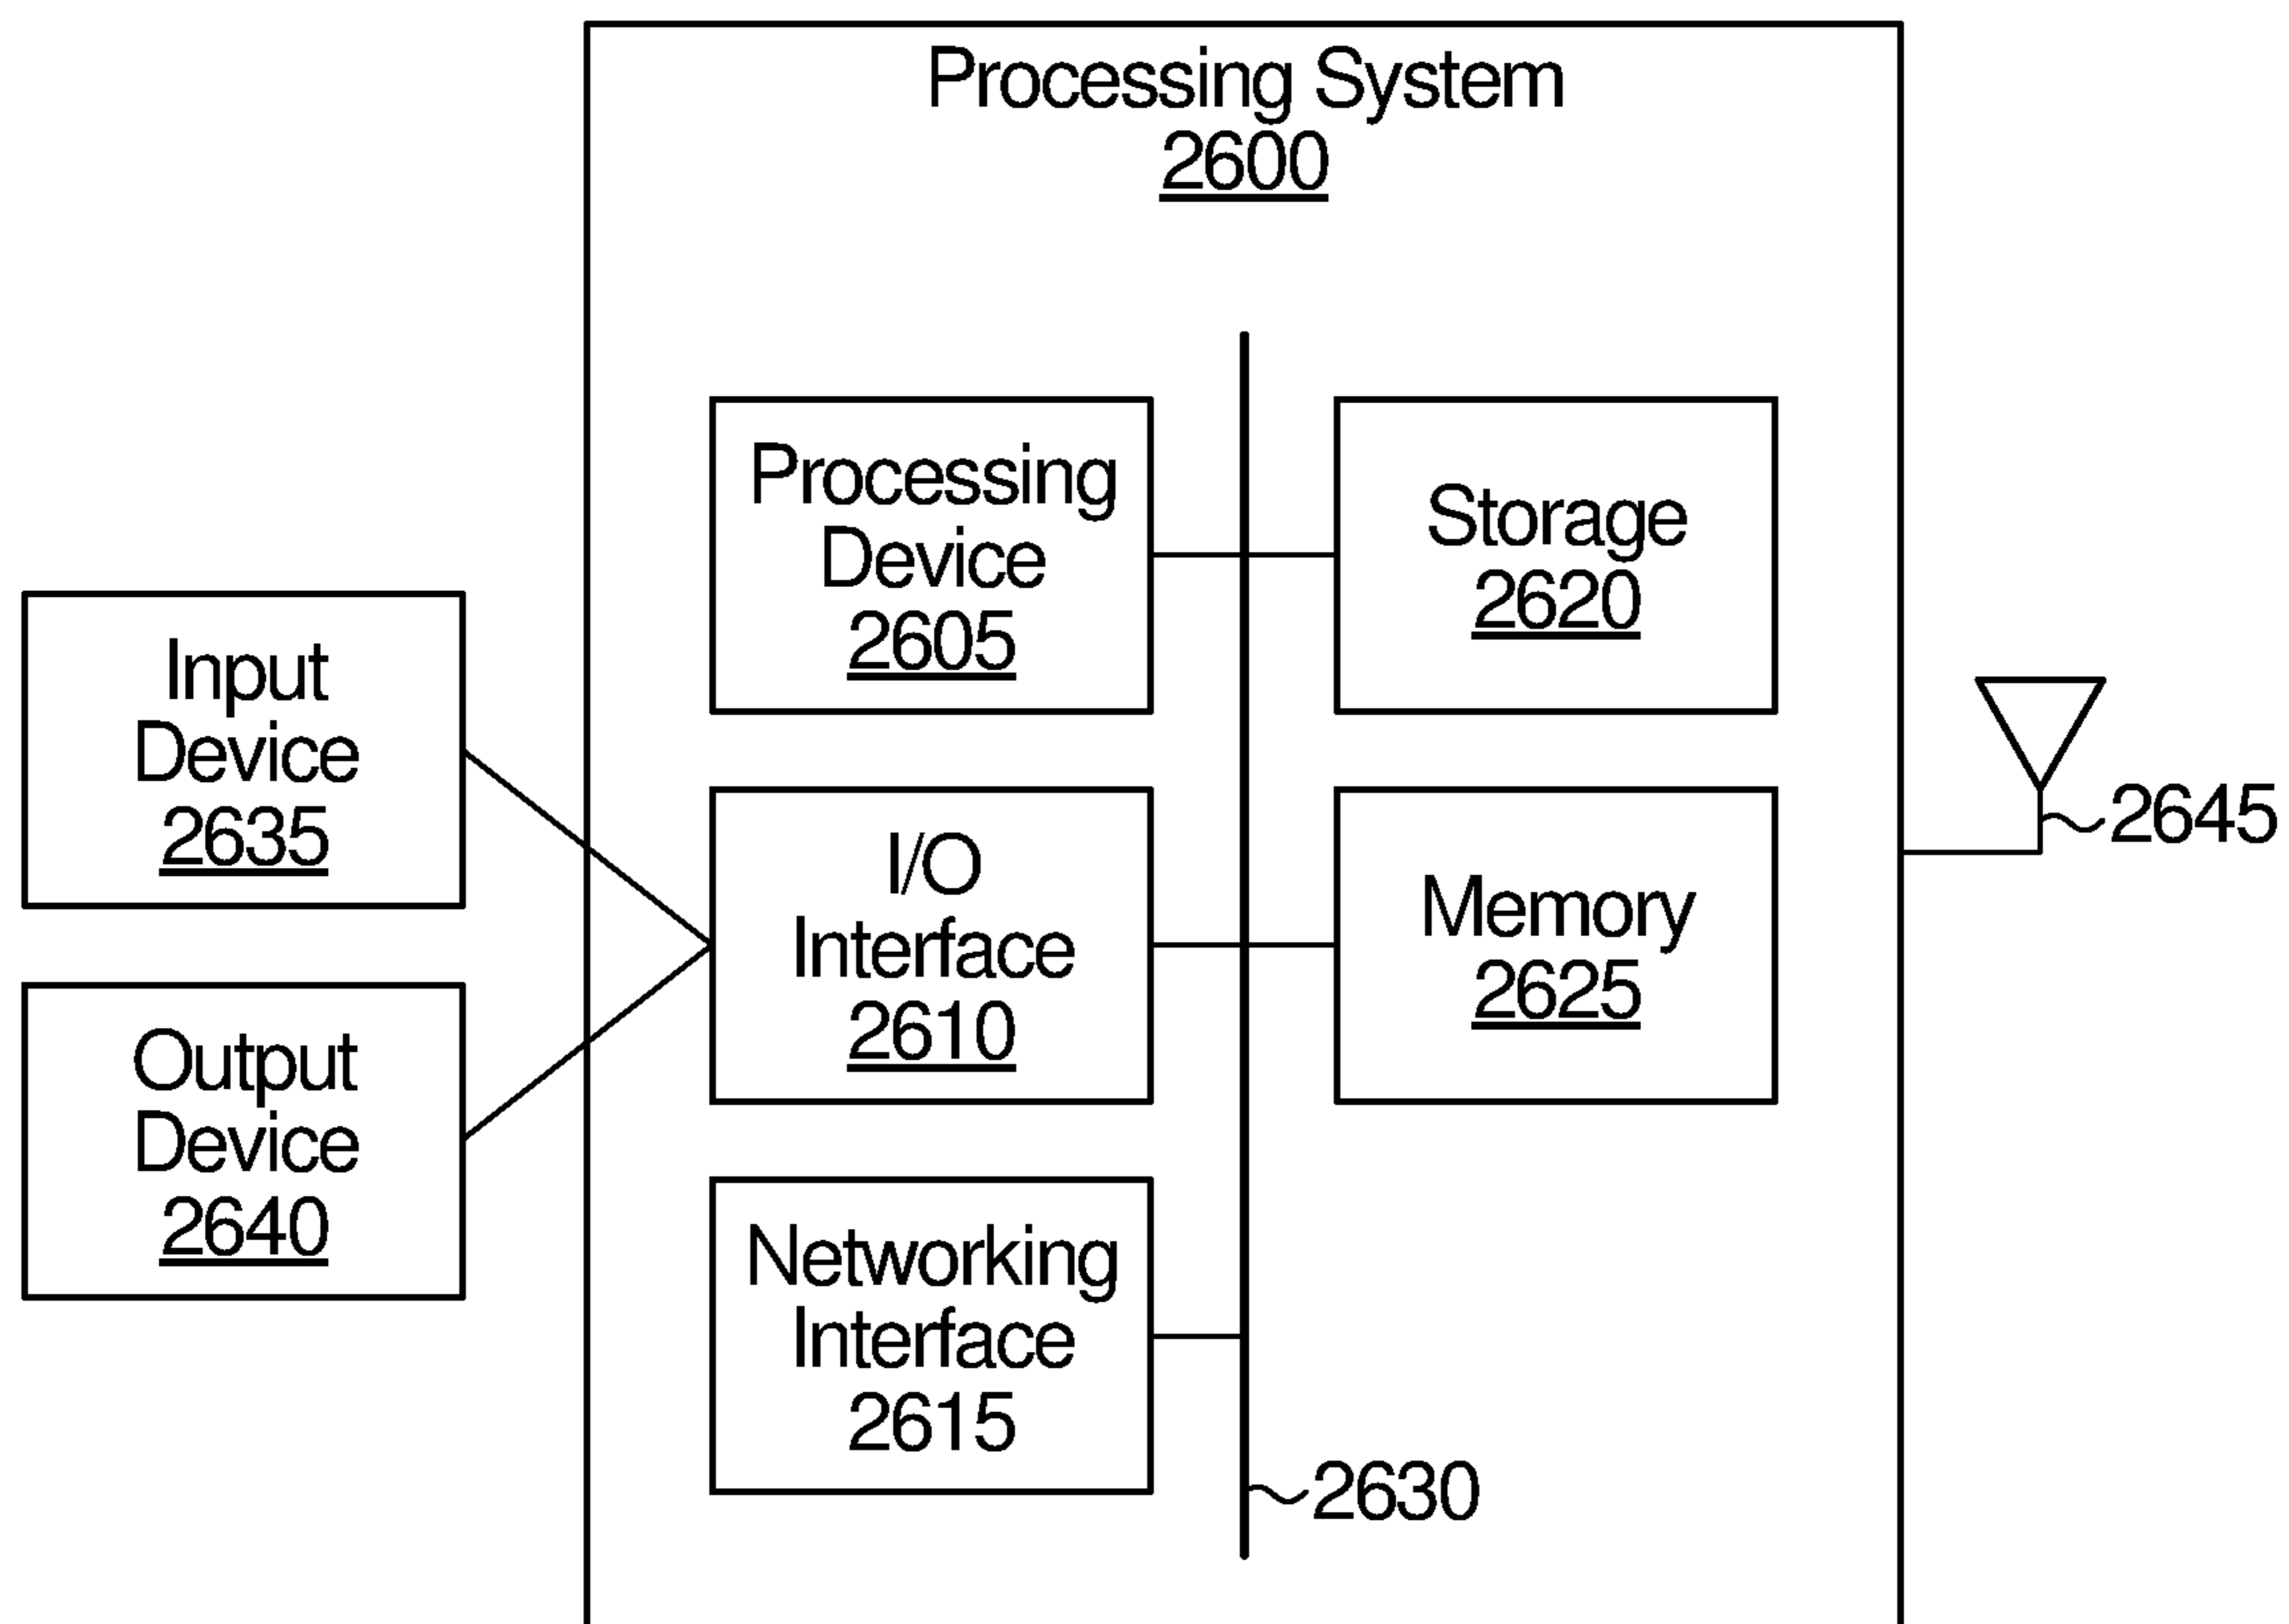 Processing System
2600
Processing
Device
2605
Storage
2620
Input
Device
2635
I/O
Interface
2610
Memory
2625
2645
Output
Device
2640
Networking
Interface
2615
2630